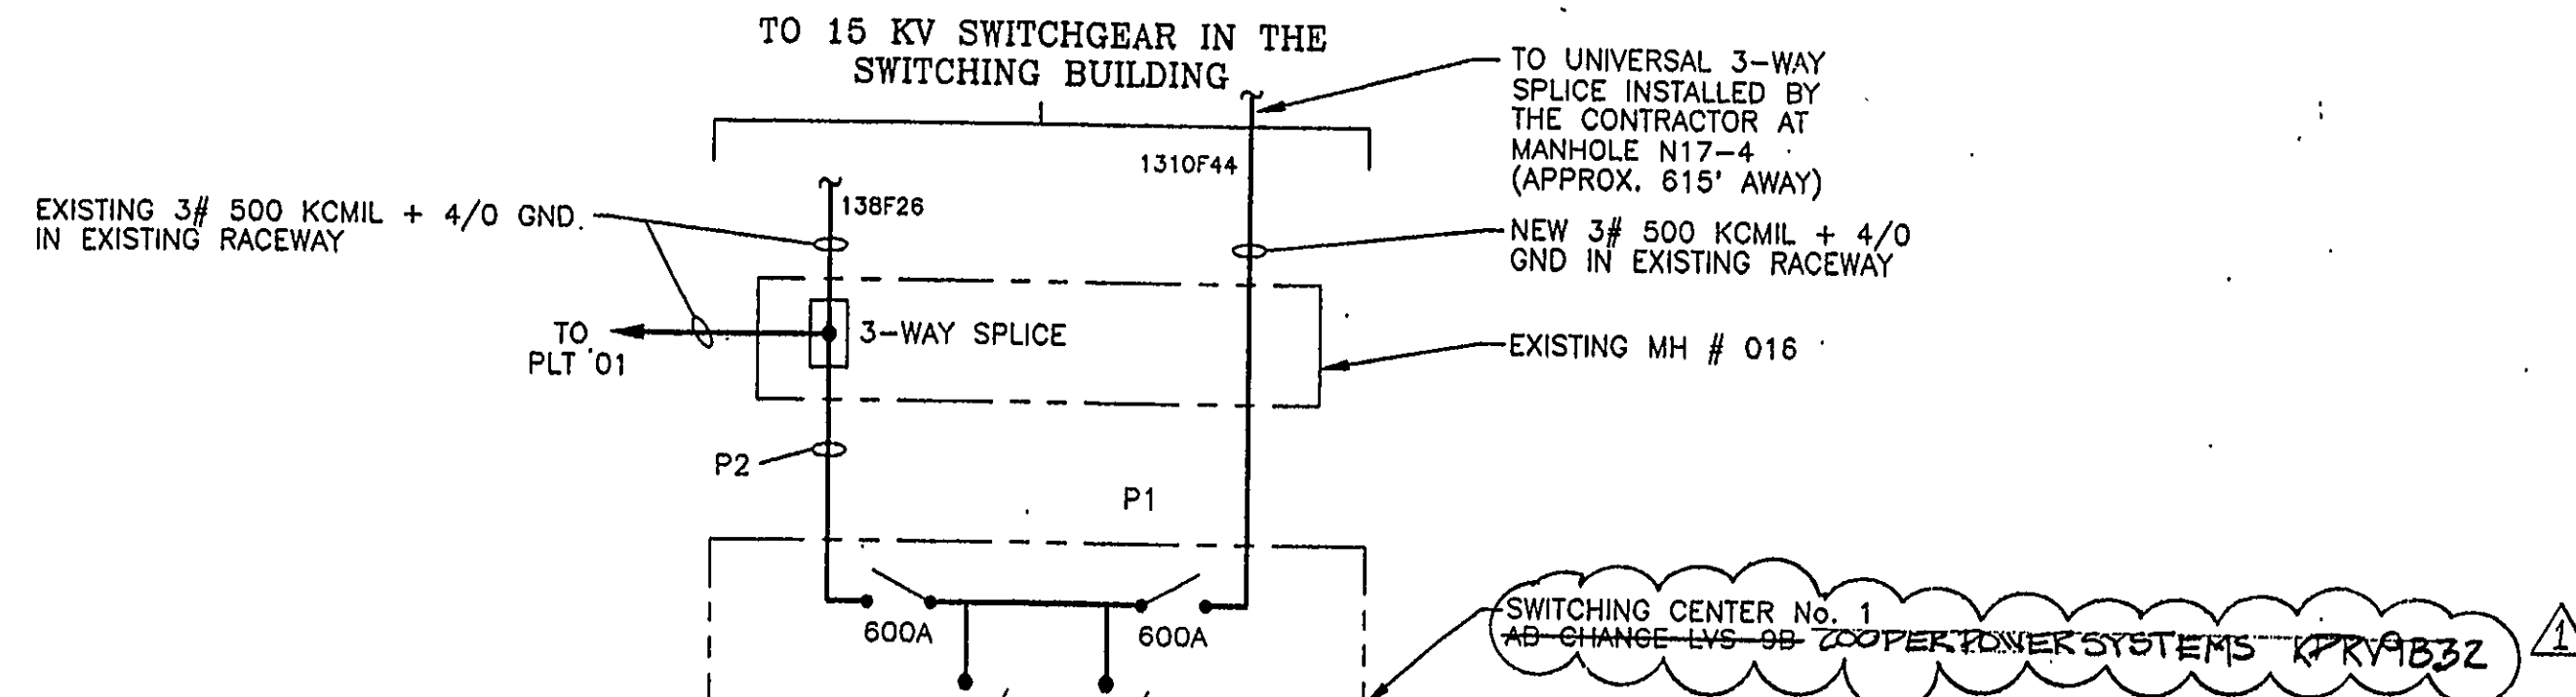 TO 15 KV SWITCHGEAR IN THE
SWITCHING BUILDING
TO UNIVERSAL 3-WAY
SPLICE INSTALLED BY
THE CONTRACTOR AT
MANHOLE N17-4
(APPROX. 615' AWAY)
1310F44
138F26
EXISTING 3# 500 KCMIL + 4/0 GND.
IN EXISTING RACEWAY
NEW 3# 500 KCMIL + 4/0
GND IN EXISTING RACEWAY
TO
PLT 01
3-WAY SPLICE
EXISTING MH # 016
P2
P1
600A
600A
SWITCHING CENTER No. 1
AB CHANGE LVS 9B COOPER POWER SYSTEMS KPRV9B32
1